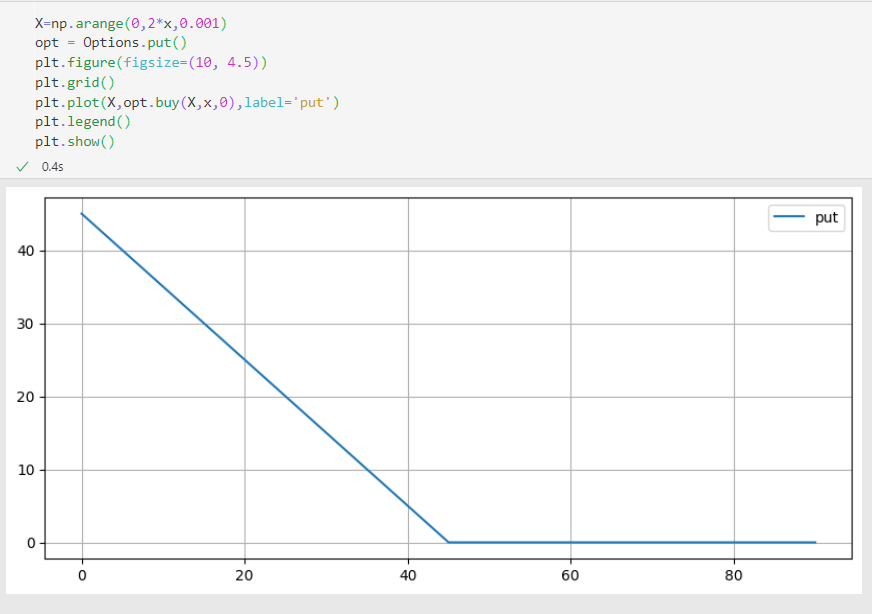 X=np.arange(0,2*x,0.001)
opt = Options.put()
plt.figure(figsize=(10, 4.5))
plt.grid()
plt.plot(X,opt.buy(X,x,0),label='put')
plt.legend()
plt.show()
✓ 0.4s
put
40
30
20
10
0
0 20 40 60 80